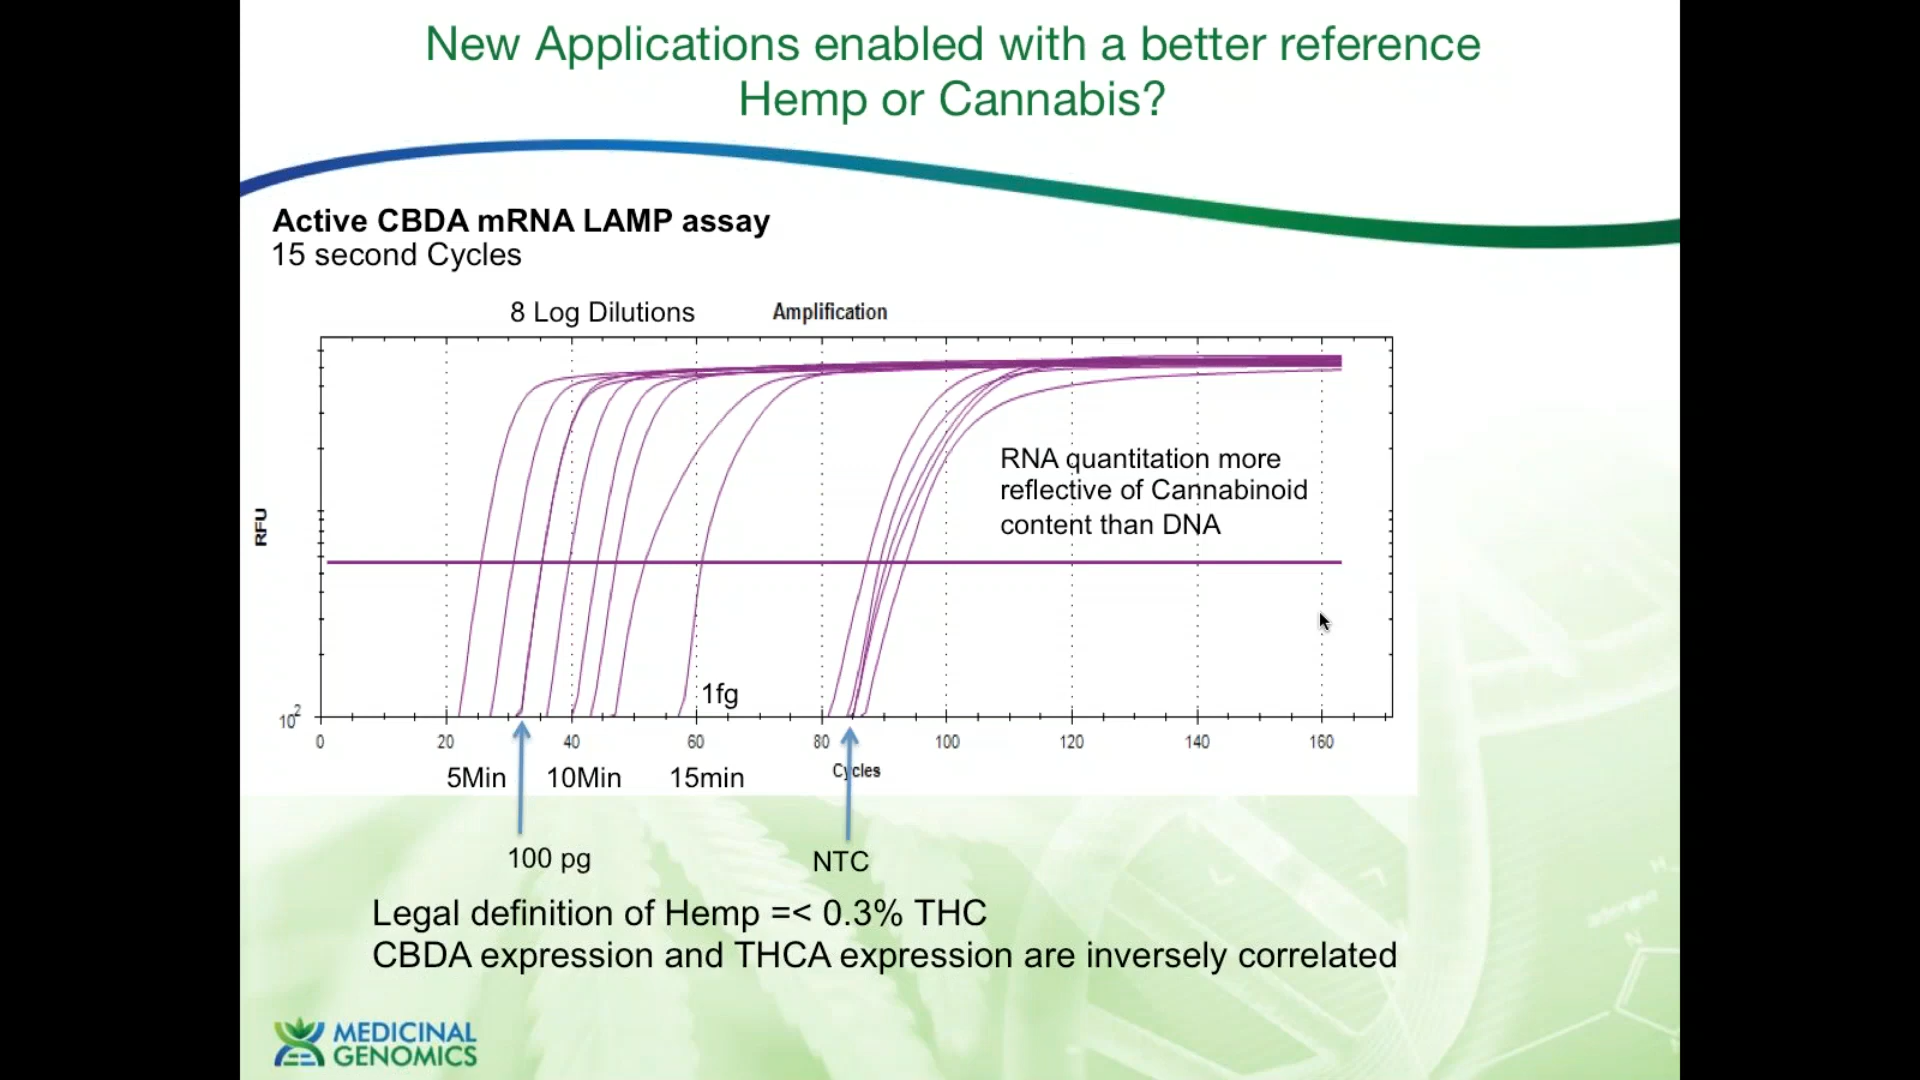 New Applications enabled with a better reference
Hemp or Cannabis?
Active CBDA mRNA LAMP assay
15 second Cycles
8 Log Dilutions
Amplification
RNA quantitation more
reflective of Cannabinoid
content than DNA
RFU
1fg
10²
0 20 40 60 80 100 120 140 160
Cycles
5Min 10Min 15min
100 pg
NTC
Legal definition of Hemp =< 0.3% THC
CBDA expression and THCA expression are inversely correlated
MEDICINAL
GENOMICS